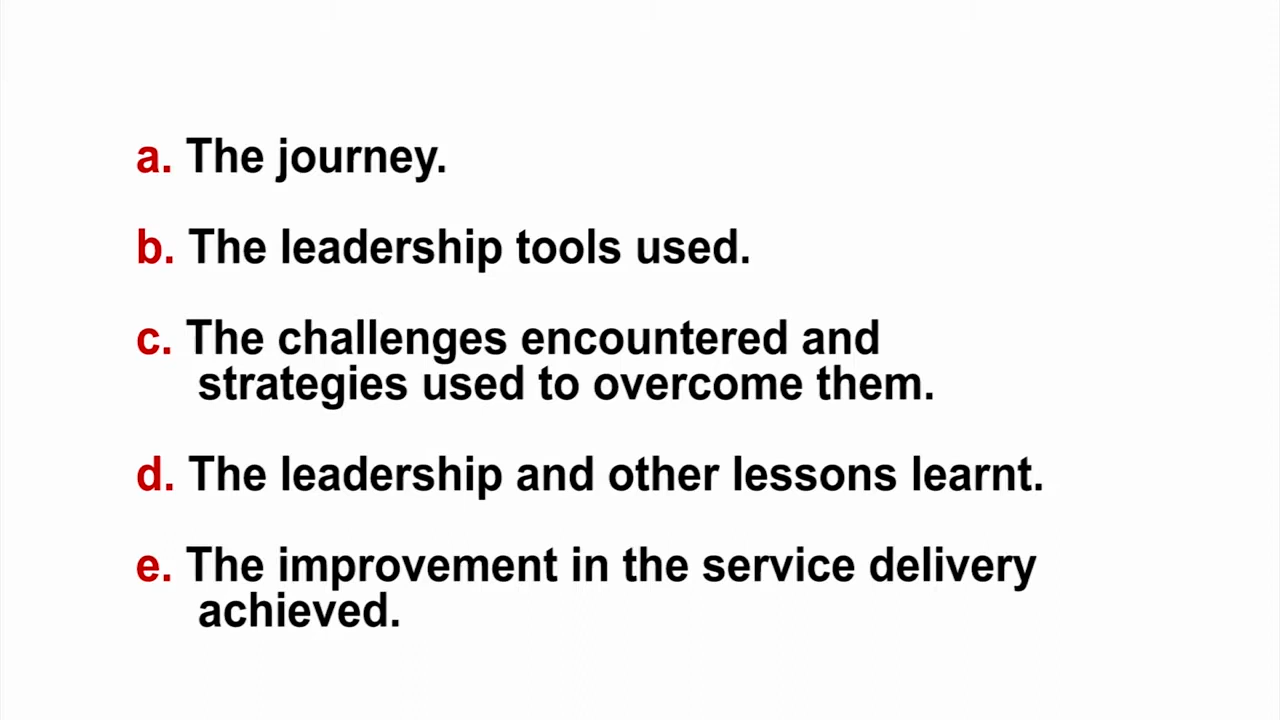 a. The journey.
b. The leadership tools used.
c. The challenges encountered and
strategies used to overcome them.
d. The leadership and other lessons learnt.
e. The improvement in the service delivery
achieved.